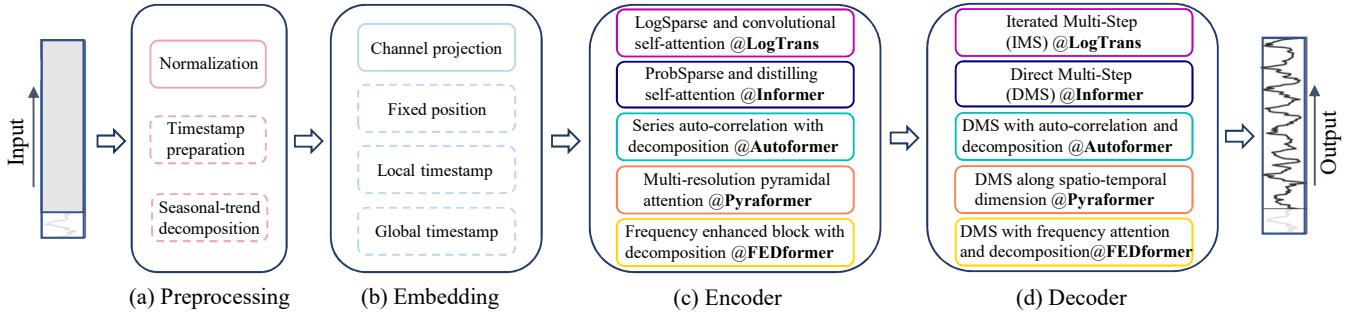 Input
Normalization
Timestamp
preparation
Seasonal-trend
decomposition
(a) Preprocessing
Channel projection
Fixed position
Local timestamp
Global timestamp
(b) Embedding
LogSparse and convolutional
self-attention @LogTrans
ProbSparse and distilling
self-attention @Informer
Series auto-correlation with
decomposition @Autoformer
Multi-resolution pyramidal
attention @Pyraformer
Frequency enhanced block with
decomposition @FEDformer
(c) Encoder
Iterated Multi-Step
(IMS) @LogTrans
Direct Multi-Step
(DMS) @Informer
DMS with auto-correlation and
decomposition @Autoformer
DMS along spatio-temporal
dimension @Pyraformer
DMS with frequency attention
and decomposition@FEDformer
(d) Decoder
Output